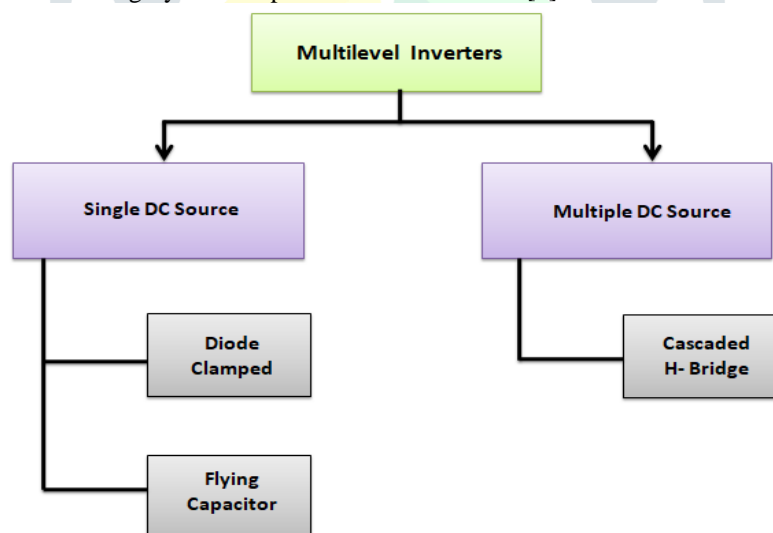 Multilevel Inverters
Single DC Source
Multiple DC Source
Diode
Clamped
Cascaded
H- Bridge
Flying
Capacitor